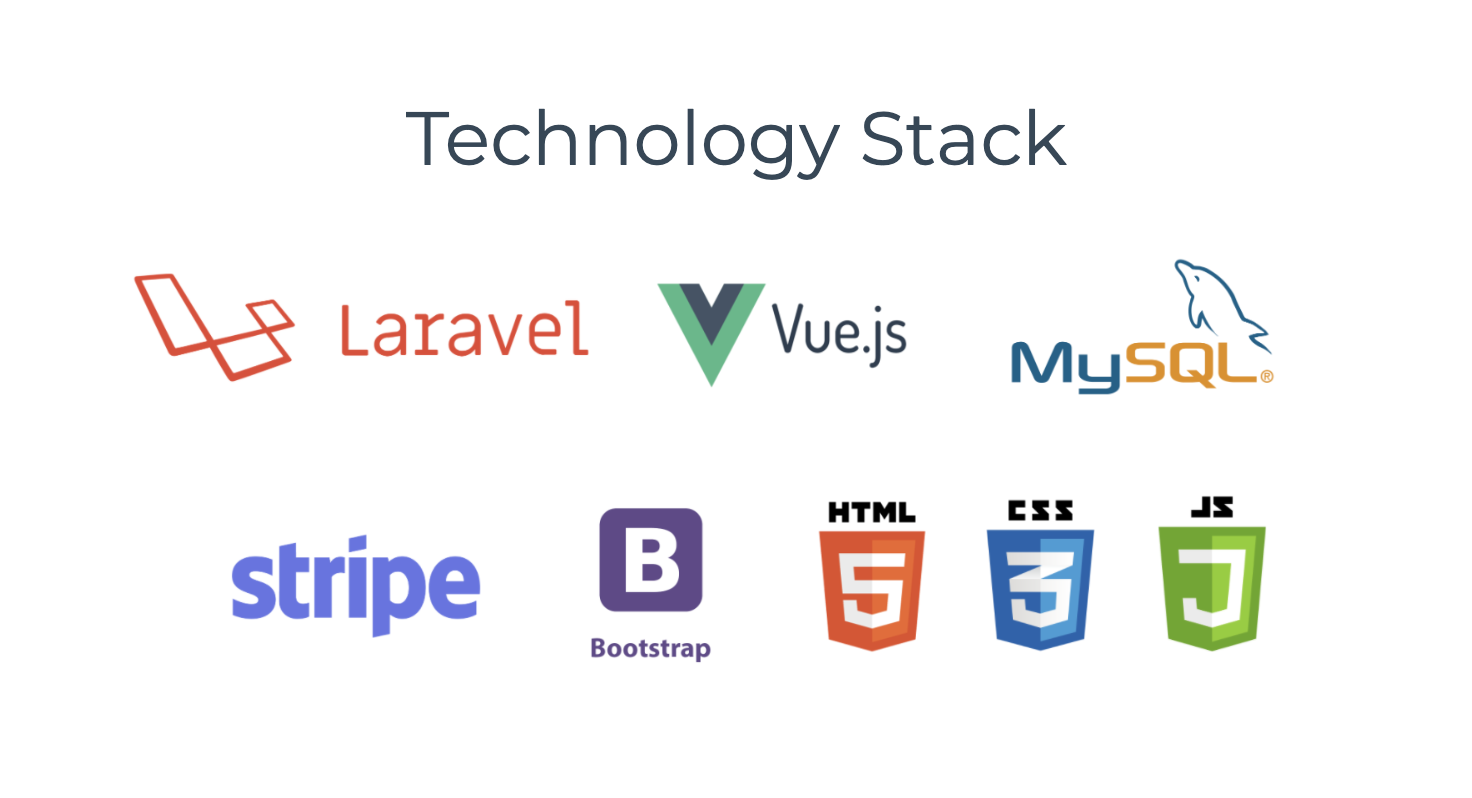 Technology Stack
Laravel
Vue.js
MySQL®
stripe
B
Bootstrap
HTML
5
CSS
3
JS
J